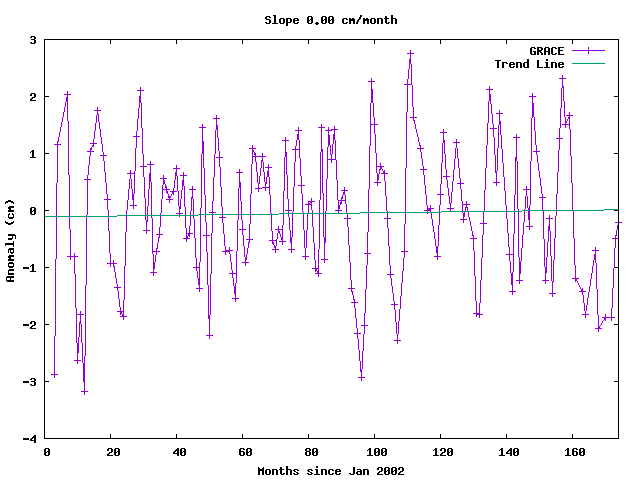 Slope 0.00 cm/month
GRACE
Trend Line
3
2
1
0
-1
-2
-3
-4
Anomaly (cm)
0 20 40 60 80 100 120 140 160
Months since Jan 2002